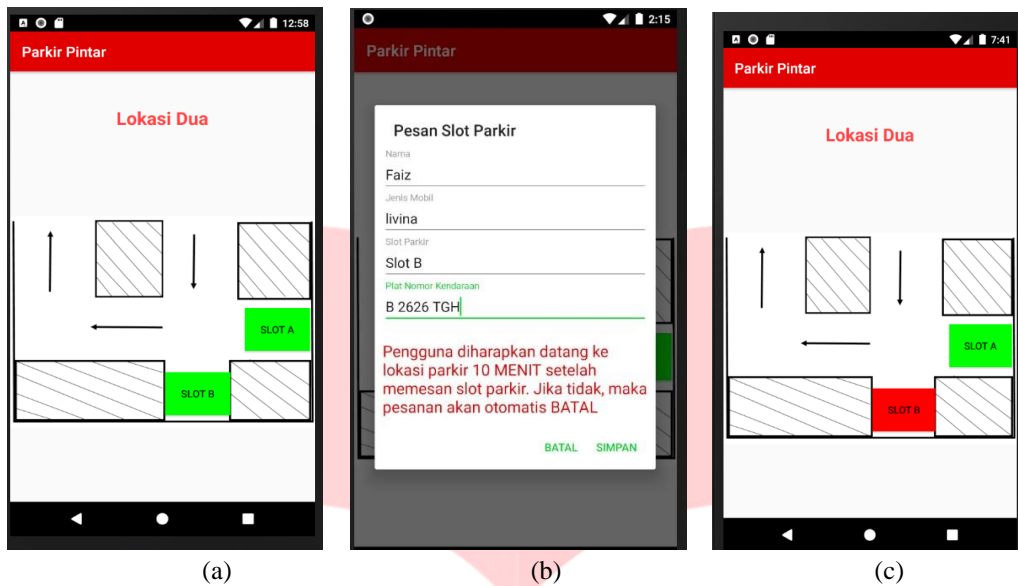 12:58
Parkir Pintar
Lokasi Dua
SLOT A
SLOT B
(a)
2:15
Parkir Pintar
Pesan Slot Parkir
Nama
Faiz
Jenis Mobil
livina
Slot Parkir
Slot B
Plat Nomor Kendaraan
B 2626 TGH
Pengguna diharapkan datang ke
lokasi parkir 10 MENIT setelah
memesan slot parkir. Jika tidak, maka
pesanan akan otomatis BATAL
BATAL SIMPAN
(b)
7:41
Parkir Pintar
Lokasi Dua
SLOT A
SLOT B
(c)